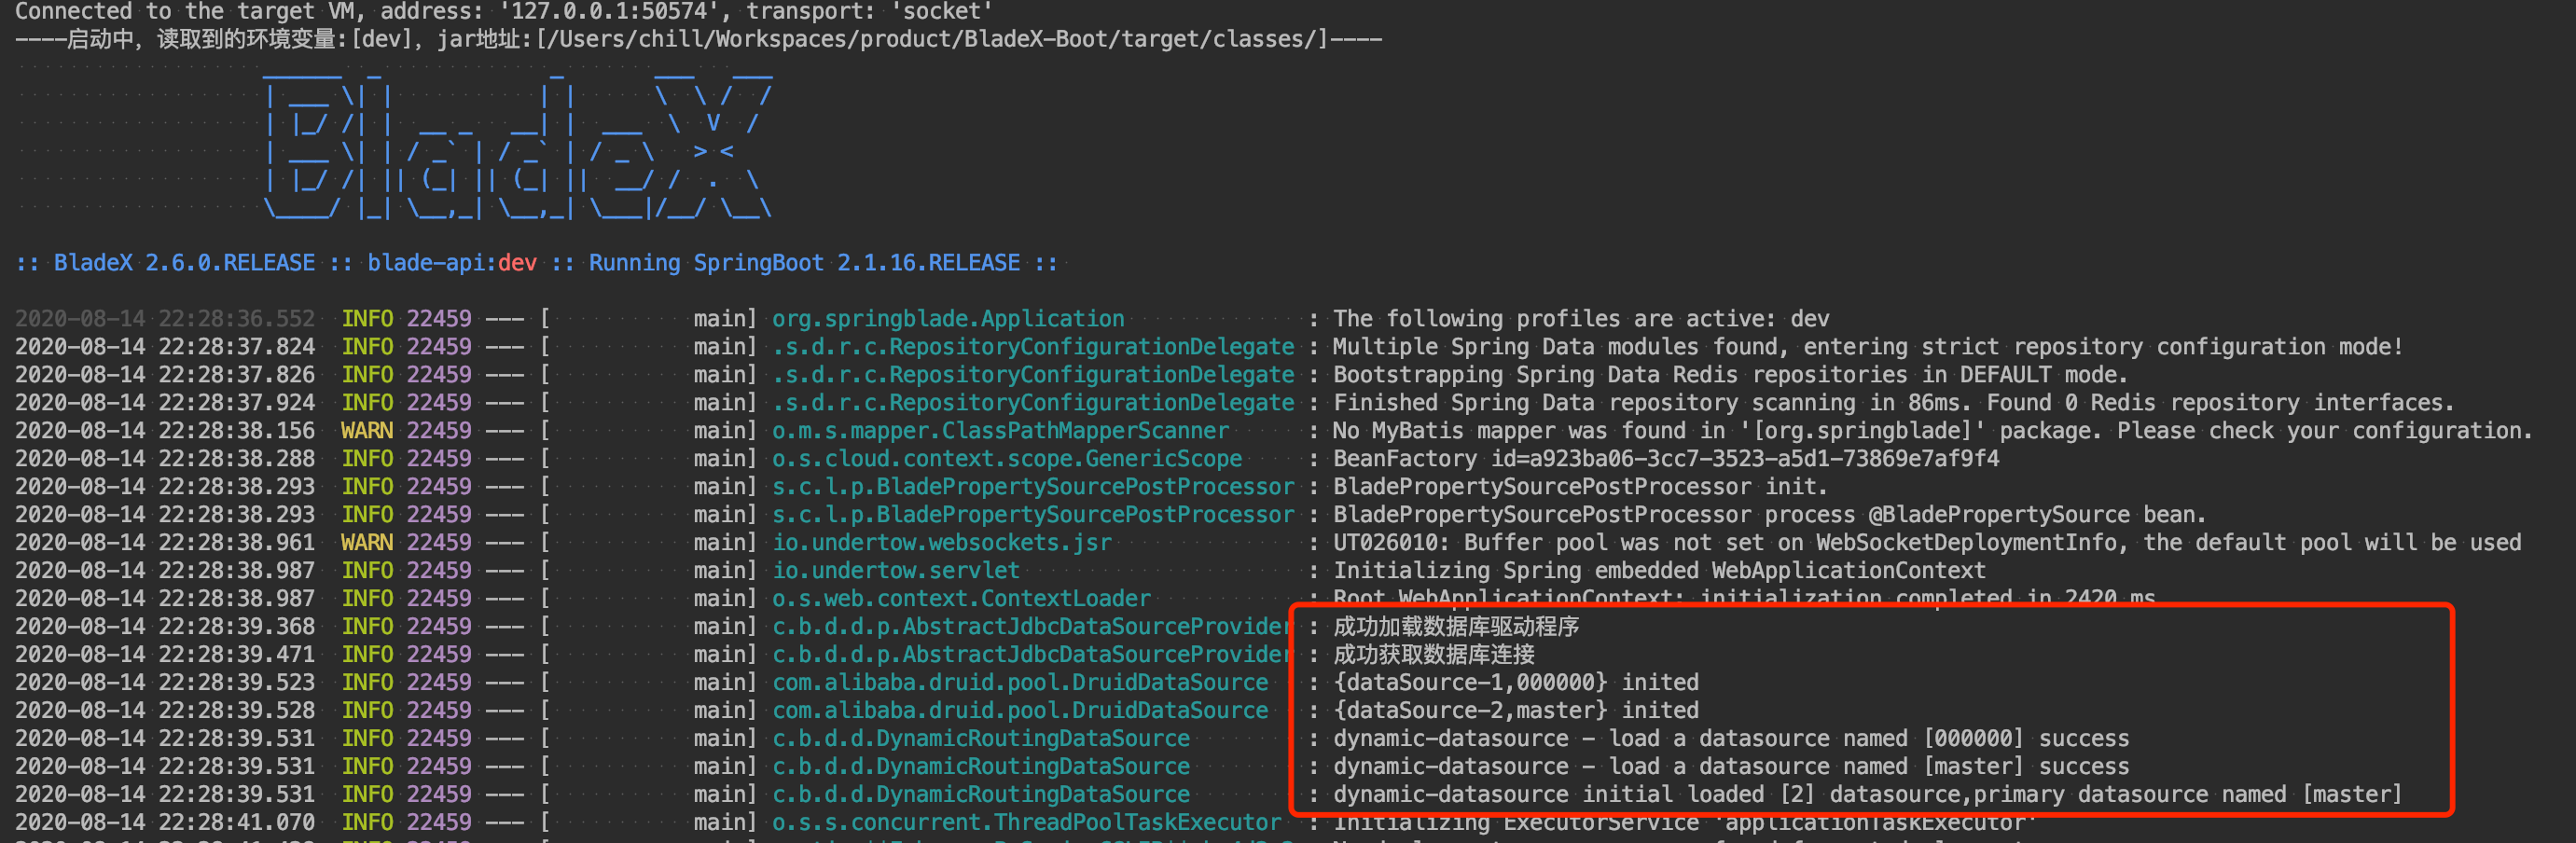 Connected to the target VM, address: '127.0.0.1:50574', transport: 'socket'
----启动中，读取到的环境变量:[dev]，jar地址:[/Users/chill/Workspaces/product/BladeX-Boot/target/classes/]----
BladeX
:: BladeX 2.6.0.RELEASE :: blade-api:dev :: Running SpringBoot 2.1.16.RELEASE ::
2020-08-14 22:28:36.552 INFO 22459 --- [ main] org.springblade.Application : The following profiles are active: dev
2020-08-14 22:28:37.824 INFO 22459 --- [ main] .s.d.r.c.RepositoryConfigurationDelegate : Multiple Spring Data modules found, entering strict repository configuration mode!
2020-08-14 22:28:37.826 INFO 22459 --- [ main] .s.d.r.c.RepositoryConfigurationDelegate : Bootstrapping Spring Data Redis repositories in DEFAULT mode.
2020-08-14 22:28:37.924 INFO 22459 --- [ main] .s.d.r.c.RepositoryConfigurationDelegate : Finished Spring Data repository scanning in 86ms. Found 0 Redis repository interfaces.
2020-08-14 22:28:38.156 WARN 22459 --- [ main] o.m.s.mapper.ClassPathMapperScanner : No MyBatis mapper was found in '[org.springblade]' package. Please check your configuration.
2020-08-14 22:28:38.288 INFO 22459 --- [ main] o.s.cloud.context.scope.GenericScope : BeanFactory id=a923ba06-3cc7-3523-a5d1-73869e7af9f4
2020-08-14 22:28:38.293 INFO 22459 --- [ main] s.c.l.p.BladePropertySourcePostProcessor : BladePropertySourcePostProcessor init.
2020-08-14 22:28:38.293 INFO 22459 --- [ main] s.c.l.p.BladePropertySourcePostProcessor : BladePropertySourcePostProcessor process @BladePropertySource bean.
2020-08-14 22:28:38.961 WARN 22459 --- [ main] io.undertow.websockets.jsr : UT026010: Buffer pool was not set on WebSocketDeploymentInfo, the default pool will be used
2020-08-14 22:28:38.987 INFO 22459 --- [ main] io.undertow.servlet : Initializing Spring embedded WebApplicationContext
2020-08-14 22:28:38.987 INFO 22459 --- [ main] o.s.web.context.ContextLoader : Root WebApplicationContext: initialization completed in 2420 ms
2020-08-14 22:28:39.368 INFO 22459 --- [ main] c.b.d.d.p.AbstractJdbcDataSourceProvider : 成功加载数据库驱动程序
2020-08-14 22:28:39.471 INFO 22459 --- [ main] c.b.d.d.p.AbstractJdbcDataSourceProvider : 成功获取数据库连接
2020-08-14 22:28:39.523 INFO 22459 --- [ main] com.alibaba.druid.pool.DruidDataSource : {dataSource-1,000000} inited
2020-08-14 22:28:39.528 INFO 22459 --- [ main] com.alibaba.druid.pool.DruidDataSource : {dataSource-2,master} inited
2020-08-14 22:28:39.531 INFO 22459 --- [ main] c.b.d.d.DynamicRoutingDataSource : dynamic-datasource - load a datasource named [000000] success
2020-08-14 22:28:39.531 INFO 22459 --- [ main] c.b.d.d.DynamicRoutingDataSource : dynamic-datasource - load a datasource named [master] success
2020-08-14 22:28:39.531 INFO 22459 --- [ main] c.b.d.d.DynamicRoutingDataSource : dynamic-datasource initial loaded [2] datasource,primary datasource named [master]
2020-08-14 22:28:41.070 INFO 22459 --- [ main] o.s.s.concurrent.ThreadPoolTaskExecutor : Initializing ExecutorService 'applicationTaskExecutor'